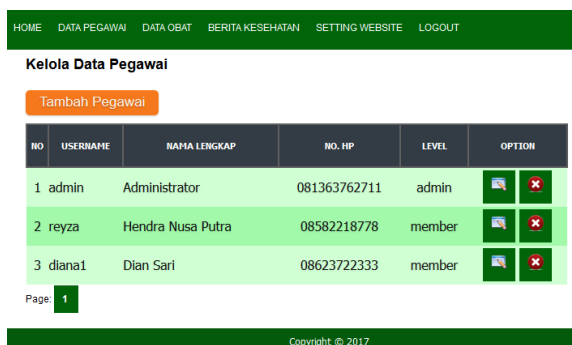 HOME DATA PEGAWAI DATA OBAT BERITA KESEHATAN SETTING WEBSITE LOGOUT
Kelola Data Pegawai
Tambah Pegawai
NO USERNAME NAMA LENGKAP NO. HP LEVEL OPTION
1 admin Administrator 081363762711 admin
2 reyza Hendra Nusa Putra 08582218778 member
3 diana1 Dian Sari 08623722333 member
Page: 1
Copyright © 2017